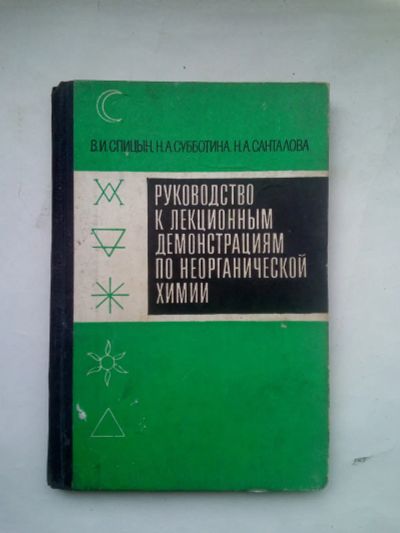 В.И.СПИЦЫН, Н.А.СУББОТИНА, Н.А.САНТАЛОВА
РУКОВОДСТВО
К ЛЕКЦИОННЫМ
ДЕМОНСТРАЦИЯМ
ПО НЕОРГАНИЧЕСКОЙ
ХИМИИ